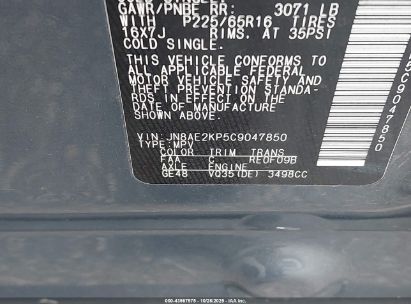 GAWR/PNBE RR: 3071 LB
WITH P225/65R16 TIRES
16X7J RIMS. AT 35PSI
COLD SINGLE.
THIS VEHICLE CONFORMS TO
ALL APPLICABLE FEDERAL
MOTOR VEHICLE SAFETY AND
THEFT PREVENTION STANDA-
RDS IN EFFECT ON THE
DATE OF MANUFACTURE
SHOWN ABOVE.
VIN:JN8AE2KP5C9047850
TYPE:MPV
COLOR TRIM TRANS
FAA C RE0F09B
AXLE ENGINE
GE48 VQ35(DE) 3498CC